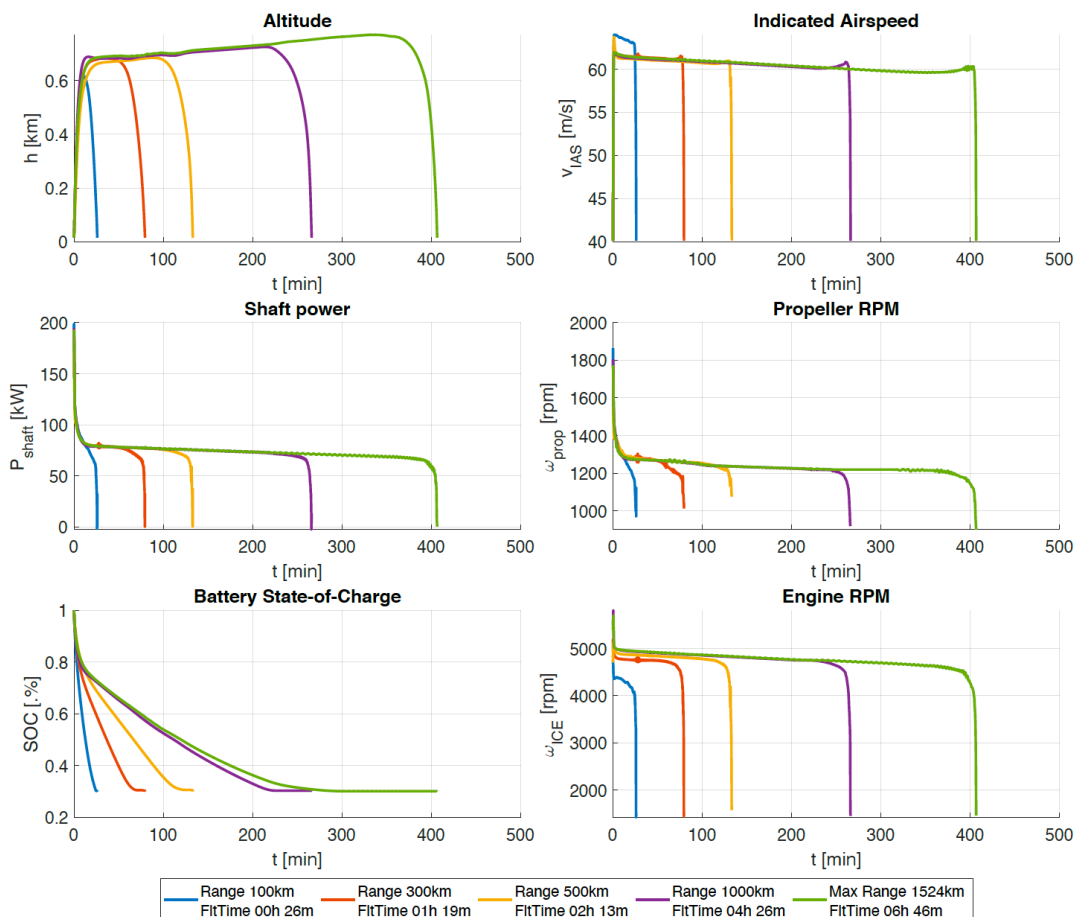 Altitude
h [km]
0.6
0.4
0.2
0
0 100 200 300 400 500
t [min]
Indicated Airspeed
v_IAS [m/s]
60
55
50
45
40
0 100 200 300 400 500
t [min]
Shaft power
P_shaft [kW]
200
150
100
50
0
0 100 200 300 400 500
t [min]
Propeller RPM
ω_prop [rpm]
2000
1800
1600
1400
1200
1000
0 100 200 300 400 500
t [min]
Battery State-of-Charge
SOC [.%]
1
0.8
0.6
0.4
0.2
0 100 200 300 400 500
t [min]
Engine RPM
ω_ICE [rpm]
5000
4000
3000
2000
0 100 200 300 400 500
t [min]
Range 100km
FltTime 00h 26m
Range 300km
FltTime 01h 19m
Range 500km
FltTime 02h 13m
Range 1000km
FltTime 04h 26m
Max Range 1524km
FltTime 06h 46m